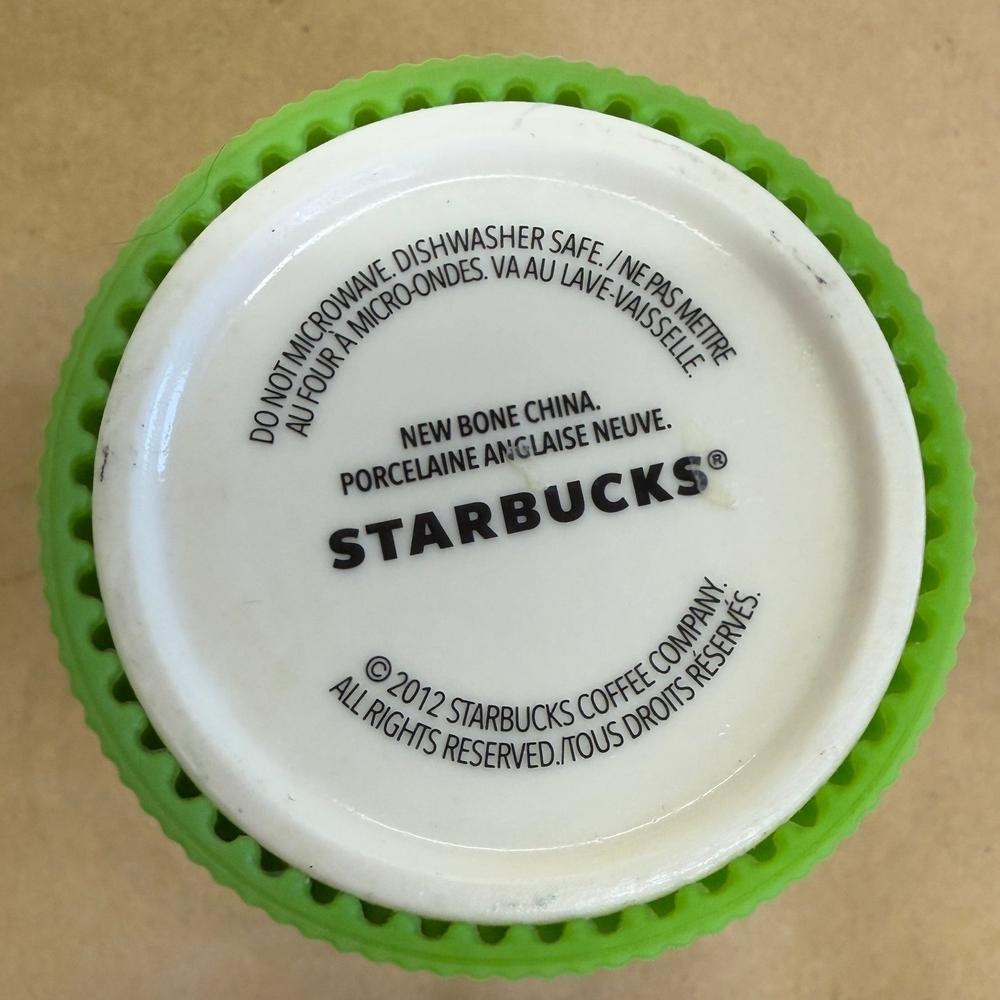 DO NOT MICROWAVE. DISHWASHER SAFE. / NE PAS METTRE
AU FOUR À MICRO-ONDES. VA AU LAVE-VAISSELLE.
NEW BONE CHINA.
PORCELAINE ANGLAISE NEUVE.
STARBUCKS®
© 2012 STARBUCKS COFFEE COMPANY.
ALL RIGHTS RESERVED./TOUS DROITS RÉSERVÉS.